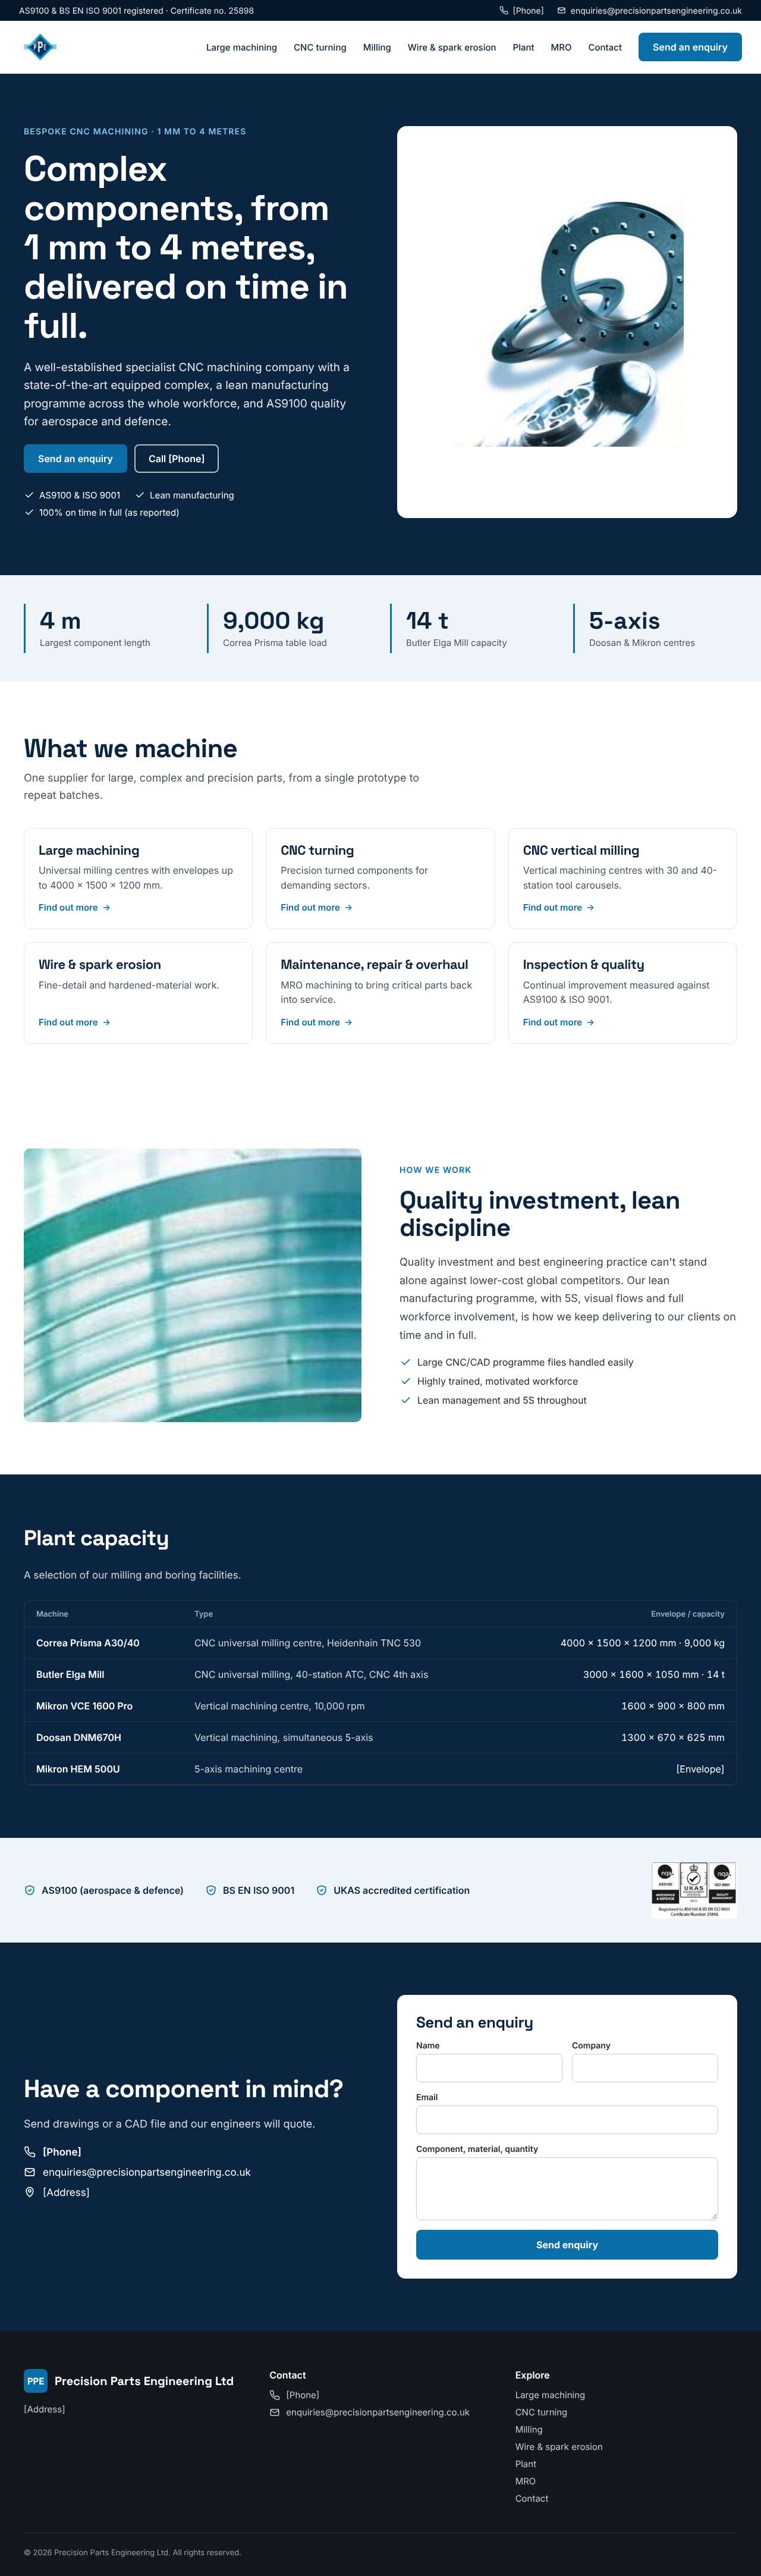 AS9100 & BS EN ISO 9001 registered · Certificate no. 25898
[Phone]
enquiries@precisionpartsengineering.co.uk
PPE
Large machining
CNC turning
Milling
Wire & spark erosion
Plant
MRO
Contact
Send an enquiry
BESPOKE CNC MACHINING · 1 MM TO 4 METRES
Complex
components, from
1 mm to 4 metres,
delivered on time in
full.
A well-established specialist CNC machining company with a
state-of-the-art equipped complex, a lean manufacturing
programme across the whole workforce, and AS9100 quality
for aerospace and defence.
Send an enquiry
Call [Phone]
AS9100 & ISO 9001
Lean manufacturing
100% on time in full (as reported)
4 m
Largest component length
9,000 kg
Correa Prisma table load
14 t
Butler Elga Mill capacity
5-axis
Doosan & Mikron centres
What we machine
One supplier for large, complex and precision parts, from a single prototype to
repeat batches.
Large machining
Universal milling centres with envelopes up
to 4000 × 1500 × 1200 mm.
Find out more →
CNC turning
Precision turned components for
demanding sectors.
Find out more →
CNC vertical milling
Vertical machining centres with 30 and 40-
station tool carousels.
Find out more →
Wire & spark erosion
Fine-detail and hardened-material work.
Find out more →
Maintenance, repair & overhaul
MRO machining to bring critical parts back
into service.
Find out more →
Inspection & quality
Continual improvement measured against
AS9100 & ISO 9001.
Find out more →
HOW WE WORK
Quality investment, lean
discipline
Quality investment and best engineering practice can't stand
alone against lower-cost global competitors. Our lean
manufacturing programme, with 5S, visual flows and full
workforce involvement, is how we keep delivering to our clients on
time and in full.
Large CNC/CAD programme files handled easily
Highly trained, motivated workforce
Lean management and 5S throughout
Plant capacity
A selection of our milling and boring facilities.
Machine
Type
Envelope / capacity
Correa Prisma A30/40
CNC universal milling centre, Heidenhain TNC 530
4000 × 1500 × 1200 mm · 9,000 kg
Butler Elga Mill
CNC universal milling, 40-station ATC, CNC 4th axis
3000 × 1600 × 1050 mm · 14 t
Mikron VCE 1600 Pro
Vertical machining centre, 10,000 rpm
1600 × 900 × 800 mm
Doosan DNM670H
Vertical machining, simultaneous 5-axis
1300 × 670 × 625 mm
Mikron HEM 500U
5-axis machining centre
[Envelope]
AS9100 (aerospace & defence)
BS EN ISO 9001
UKAS accredited certification
nqa.
UKAS
nqa.
Registered to AS9100 & BS EN ISO 9001
Certificate Number 25898
Have a component in mind?
Send drawings or a CAD file and our engineers will quote.
[Phone]
enquiries@precisionpartsengineering.co.uk
[Address]
Send an enquiry
Name
Company
Email
Component, material, quantity
Send enquiry
PPE
Precision Parts Engineering Ltd
[Address]
Contact
[Phone]
enquiries@precisionpartsengineering.co.uk
Explore
Large machining
CNC turning
Milling
Wire & spark erosion
Plant
MRO
Contact
© 2026 Precision Parts Engineering Ltd. All rights reserved.